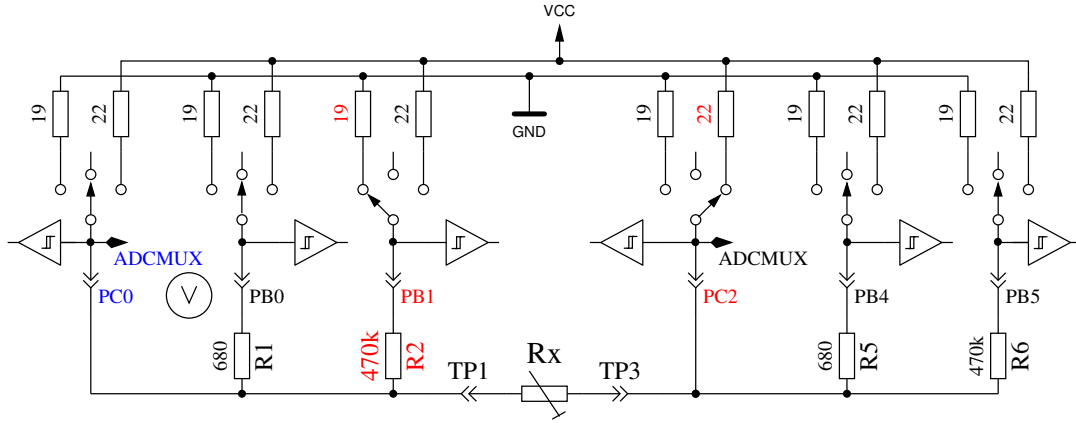 VCC
19 22 19 22 19 22 19 22 19 22 19 22
GND
ADCMUX ADCMUX
PC0 V PB0 PB1 PC2 PB4 PB5
680 R1 470k R2 680 R5 470k R6
TP1 Rx TP3